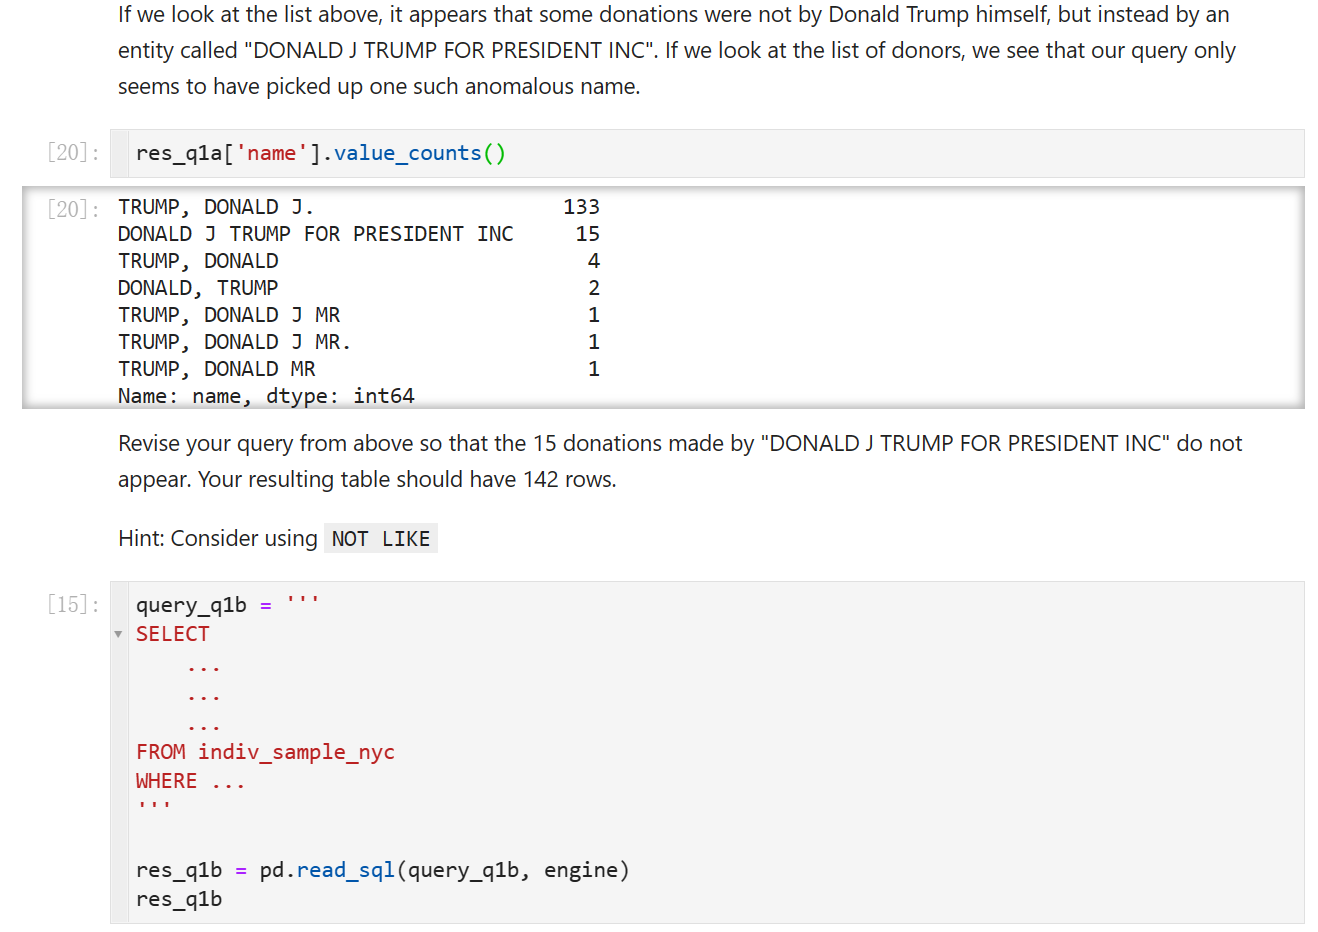 If we look at the list above, it appears that some donations were not by Donald Trump himself, but instead by an
entity called "DONALD J TRUMP FOR PRESIDENT INC". If we look at the list of donors, we see that our query only
seems to have picked up one such anomalous name.
[20]: res_q1a['name'].value_counts()
[20]: TRUMP, DONALD J. 133
DONALD J TRUMP FOR PRESIDENT INC 15
TRUMP, DONALD 4
DONALD, TRUMP 2
TRUMP, DONALD J MR 1
TRUMP, DONALD J MR. 1
TRUMP, DONALD MR 1
Name: name, dtype: int64
Revise your query from above so that the 15 donations made by "DONALD J TRUMP FOR PRESIDENT INC" do not
appear. Your resulting table should have 142 rows.
Hint: Consider using NOT LIKE
[15]: query_q1b = '''
SELECT
...
...
...
FROM indiv_sample_nyc
WHERE ...
'''
res_q1b = pd.read_sql(query_q1b, engine)
res_q1b